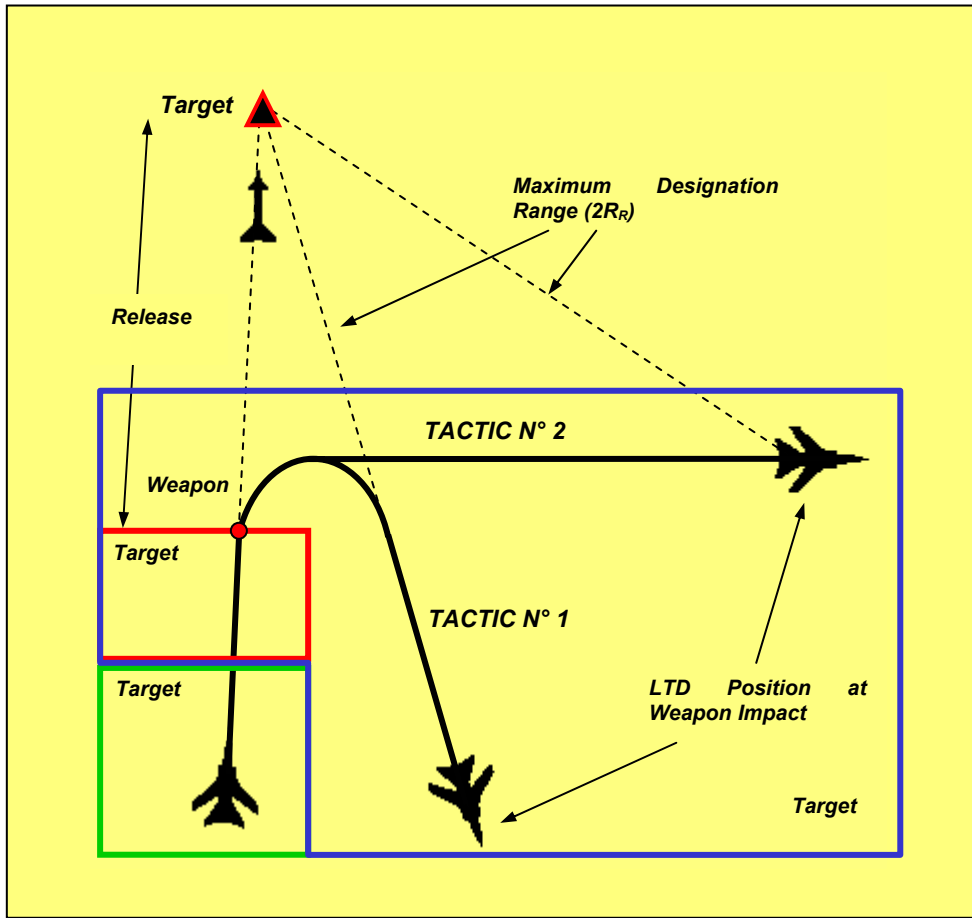 Target
Maximum Designation
Range (2RR)
Release
TACTIC N° 2
Weapon
Target
TACTIC N° 1
Target
LTD Position at
Weapon Impact
Target